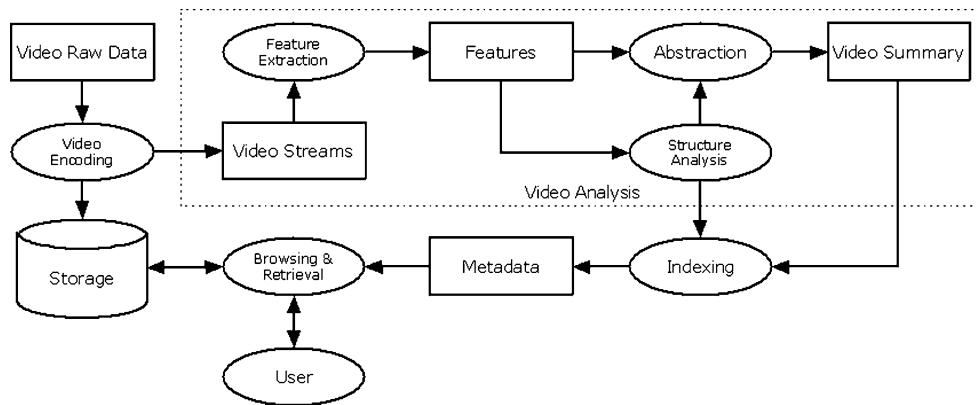 Video Raw Data
Feature
Extraction
Features
Abstraction
Video Summary
Video
Encoding
Video Streams
Structure
Analysis
Video Analysis
Storage
Browsing &
Retrieval
Metadata
Indexing
User